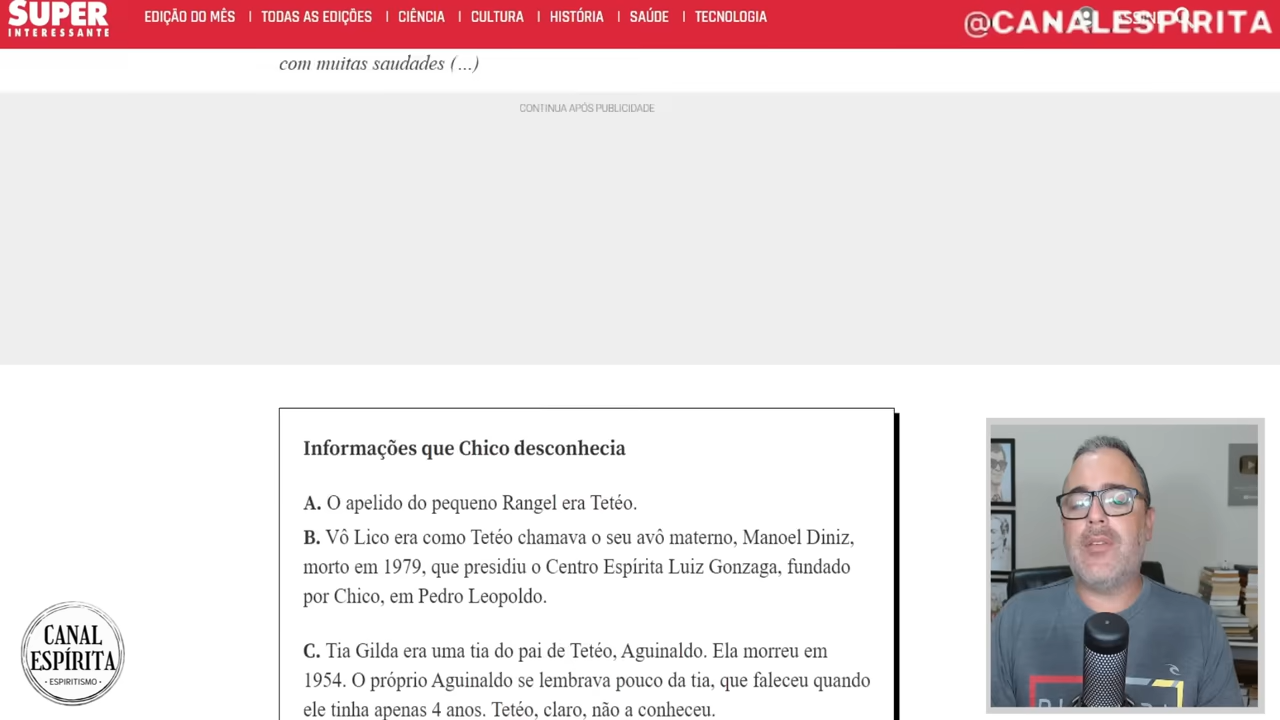 SUPER
INTERESSANTE
EDIÇÃO DO MÊS | TODAS AS EDIÇÕES | CIÊNCIA | CULTURA | HISTÓRIA | SAÚDE | TECNOLOGIA
@CANALESPÍRITA
com muitas saudades (...)
CONTINUA APÓS PUBLICIDADE
Informações que Chico desconhecia
A. O apelido do pequeno Rangel era Tetéo.
B. Vô Lico era como Tetéo chamava o seu avô materno, Manoel Diniz,
morto em 1979, que presidiu o Centro Espírita Luiz Gonzaga, fundado
por Chico, em Pedro Leopoldo.
C. Tia Gilda era uma tia do pai de Tetéo, Aguinaldo. Ela morreu em
1954. O próprio Aguinaldo se lembrava pouco da tia, que faleceu quando
ele tinha apenas 4 anos. Tetéo, claro, não a conheceu.
CANAL
ESPÍRITA
• ESPIRITISMO •